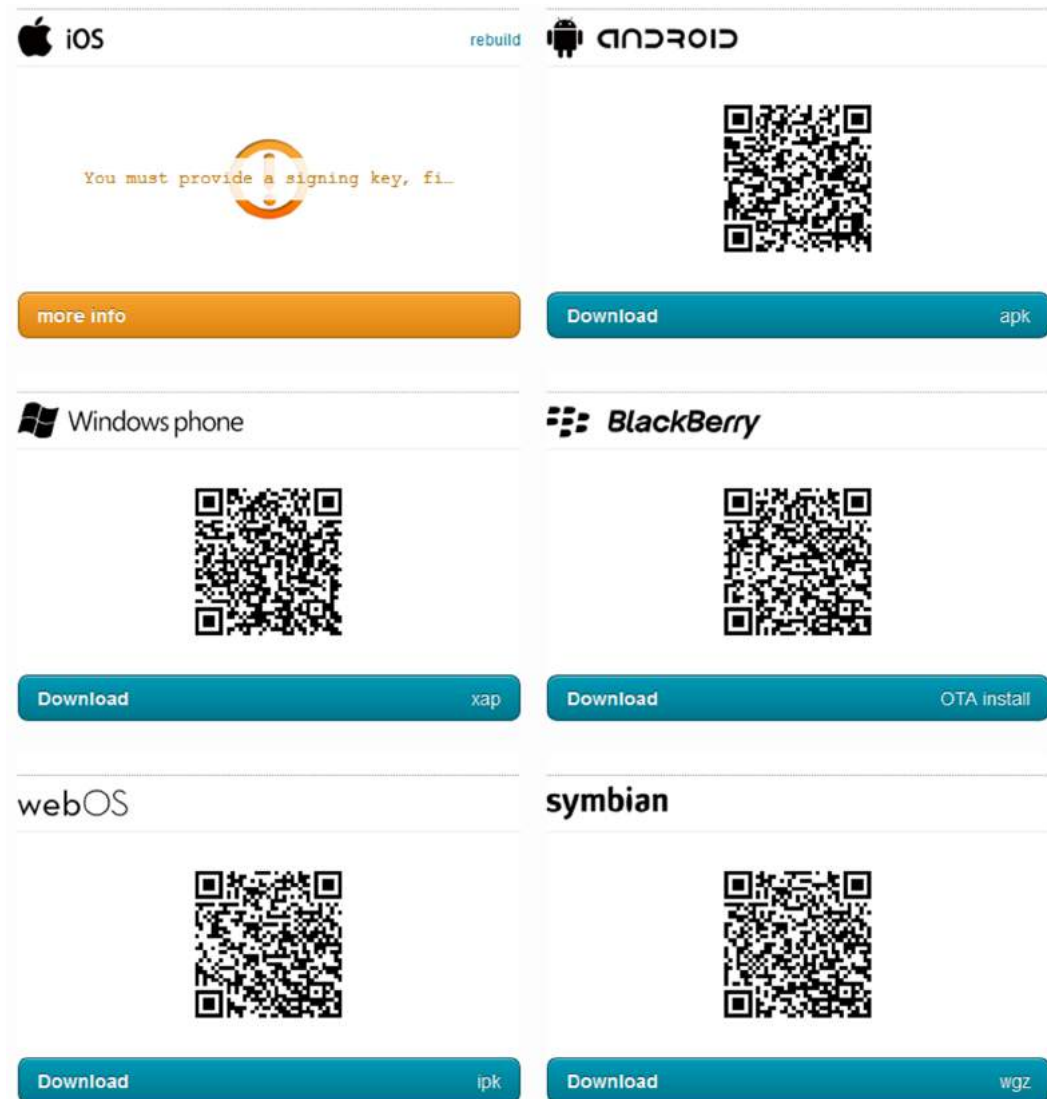 iOS
rebuild
ANDROID
You must provide a signing key, fi…
more info
Download apk
Windows phone
BlackBerry
Download xap
Download OTA install
webOS
symbian
Download ipk
Download wgz